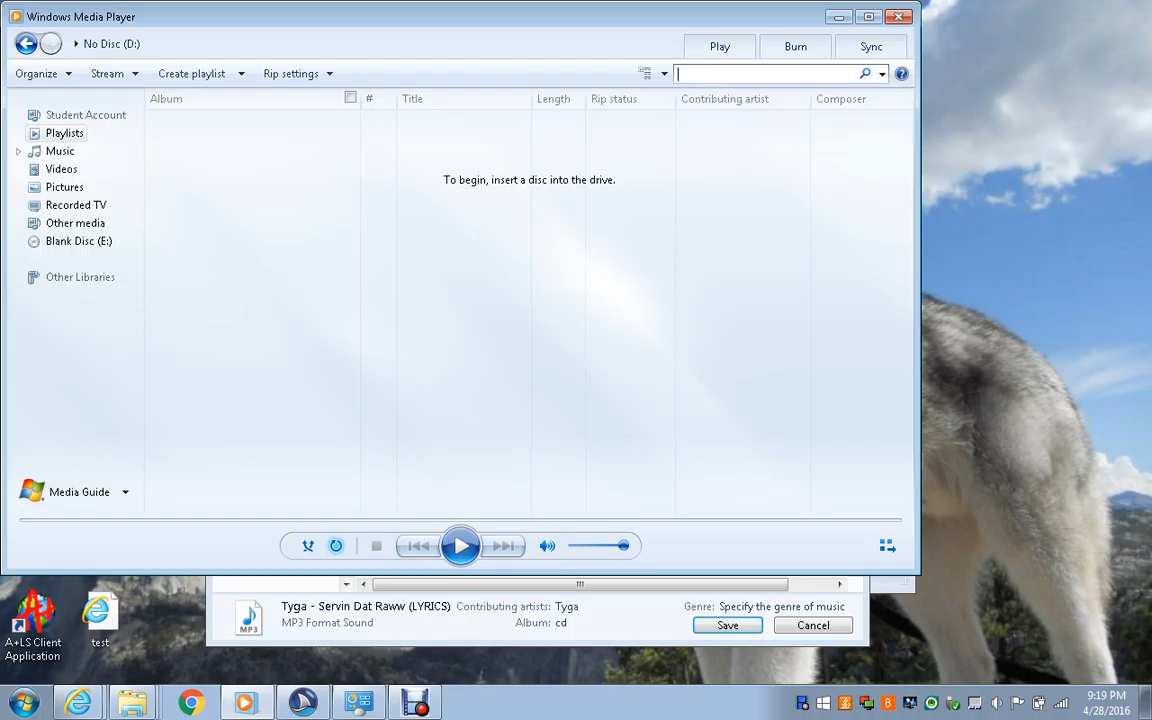 Windows Media Player
No Disc (D:)
Play Burn Sync
Organize Stream Create playlist Rip settings
Album # Title Length Rip status Contributing artist Composer
Student Account
Playlists
Music
Videos
Pictures
Recorded TV
Other media
Blank Disc (E:)
Other Libraries
To begin, insert a disc into the drive.
Media Guide
Tyga - Servin Dat Raww (LYRICS) Contributing artists: Tyga Genre: Specify the genre of music
MP3 Format Sound Album: cd Save Cancel
MP3
A+LS Client
Application
test
9:19 PM
4/28/2016